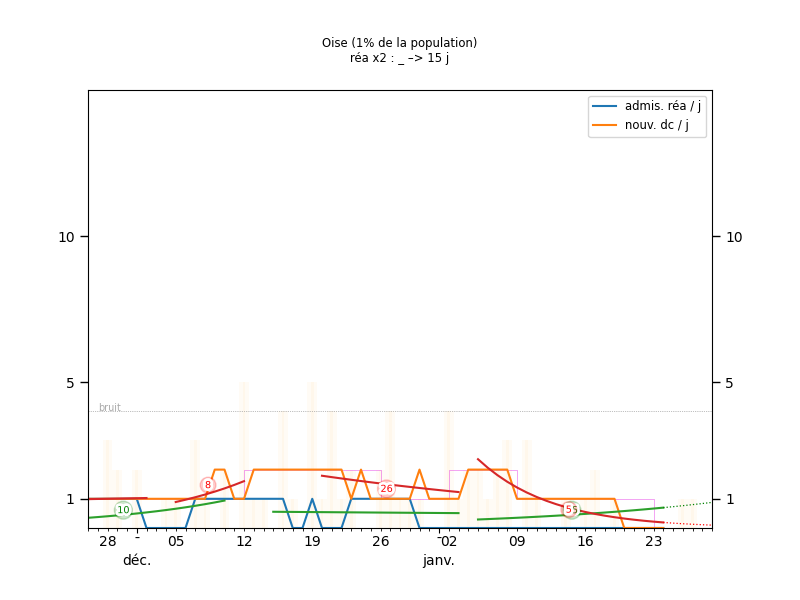 Oise (1% de la population)
réa x2 : _ –> 15 j
admis. réa / j
nouv. dc / j
10 10
5 5
bruit
8
26
10
5
1 1
28 - 05 12 19 26 -02 09 16 23
déc. janv.